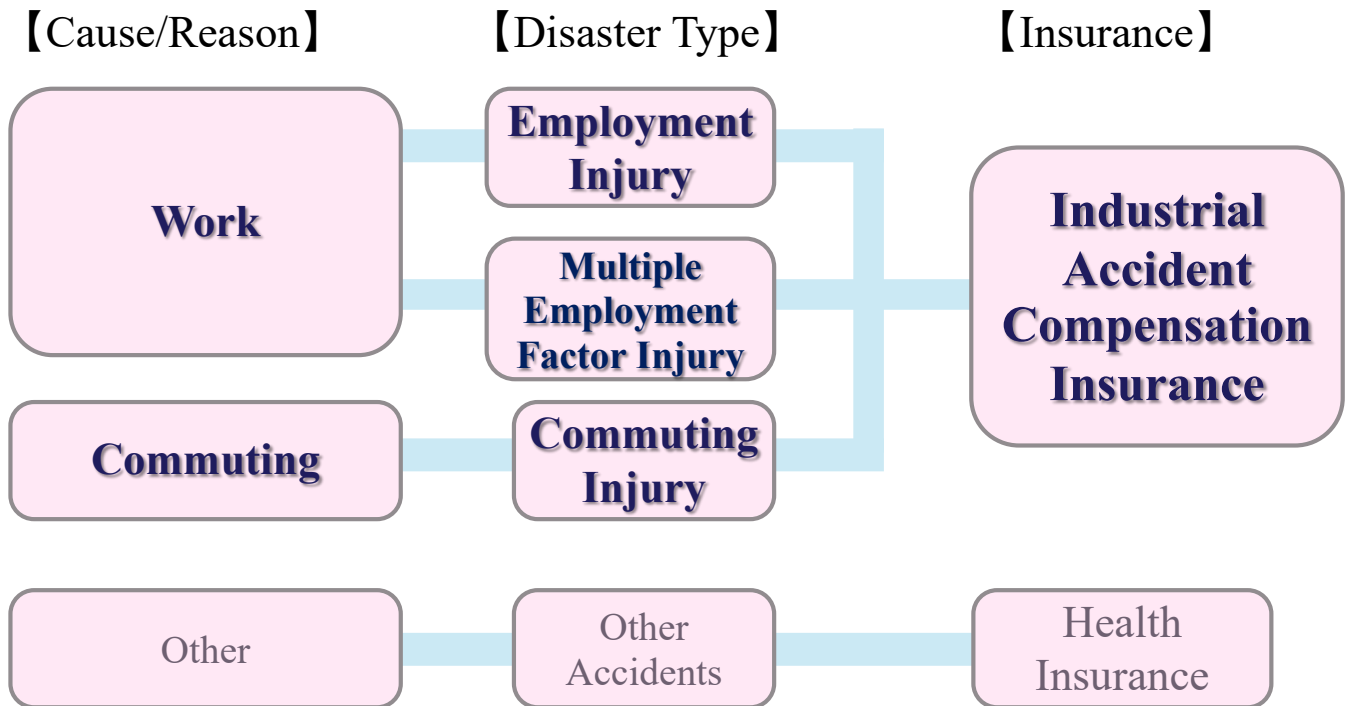 【Cause/Reason】 【Disaster Type】 【Insurance】
Work
Employment
Injury
Multiple
Employment
Factor Injury
Industrial
Accident
Compensation
Insurance
Commuting
Commuting
Injury
Other
Other
Accidents
Health
Insurance